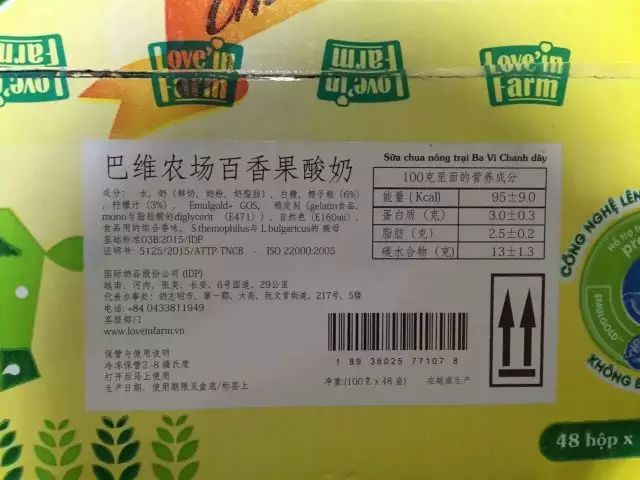 Love'in Farm
Love'in Farm
Love'in Farm
Love'in Farm
巴维农场百香果酸奶
成分: 水, 奶 (鲜奶, 奶粉, 奶脂肪) , 白糖, 椰子粒 (6%)
, 柠檬汁 (3%) , Emulgold+ GOS, 稳定剂 (gelatin食品,
mono与脂肪酸的diglycerit (E471)) , 自然色 (E160aii) ,
食品用的综合香味, S.themophilus与 L.bulgaricus的 酸母
基础标准03B:2015/IDP
证明书: 5125/2015/ATTP-TNCB - ISO 22000:2005
国际奶品股份公司 (IDP)
越南, 河内, 张美, 长安, 6号国道, 29公里
代表办事处: 胡志明市, 第一郡, 大高, 阮文首街道, 217号, 5楼
电话: +84 0433811949
客服部门
www.loveinfarm.vn
保管与使用说明
冷冻保管2-8摄氏度
打开后马上使用
生产日期, 使用期限见盒底/标签上
Sữa chua nông trại Ba Vì Chanh dây
100克里面的营养成分
能量 (Kcal) 95±9.0
蛋白质 (克) 3.0±0.3
脂肪 (克) 2.5±0.2
碳水合物 (克) 13±1.3
1 89 36025 77107 8
净重:(100克 x 48 盒) 在越南生产
CÔNG NGHỆ LÊN
HỖ TRỢ
EMULGOLD
KHÔNG
48 hộp x